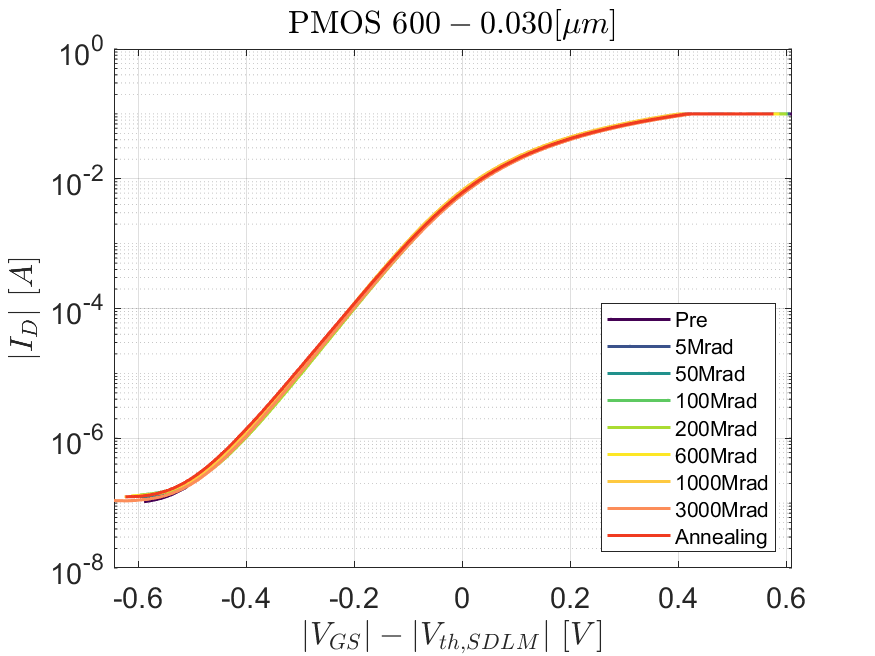 PMOS 600 − 0.030[μm]
10^0
10^-2
10^-4
10^-6
10^-8
|I_D| [A]
Pre
5Mrad
50Mrad
100Mrad
200Mrad
600Mrad
1000Mrad
3000Mrad
Annealing
-0.6 -0.4 -0.2 0 0.2 0.4 0.6
|V_GS| − |V_th,SDLM| [V]